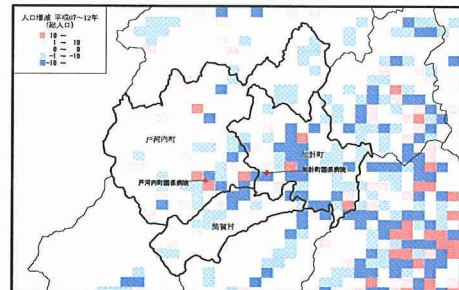 人口増減 平成07～12年
(総人口)
10 ～
1 ～ 10
0 ～ 0
-1 ～ -10
-10 ～
戸河内町
加計町
加計町国保病院
戸河内町国保病院
筒賀村